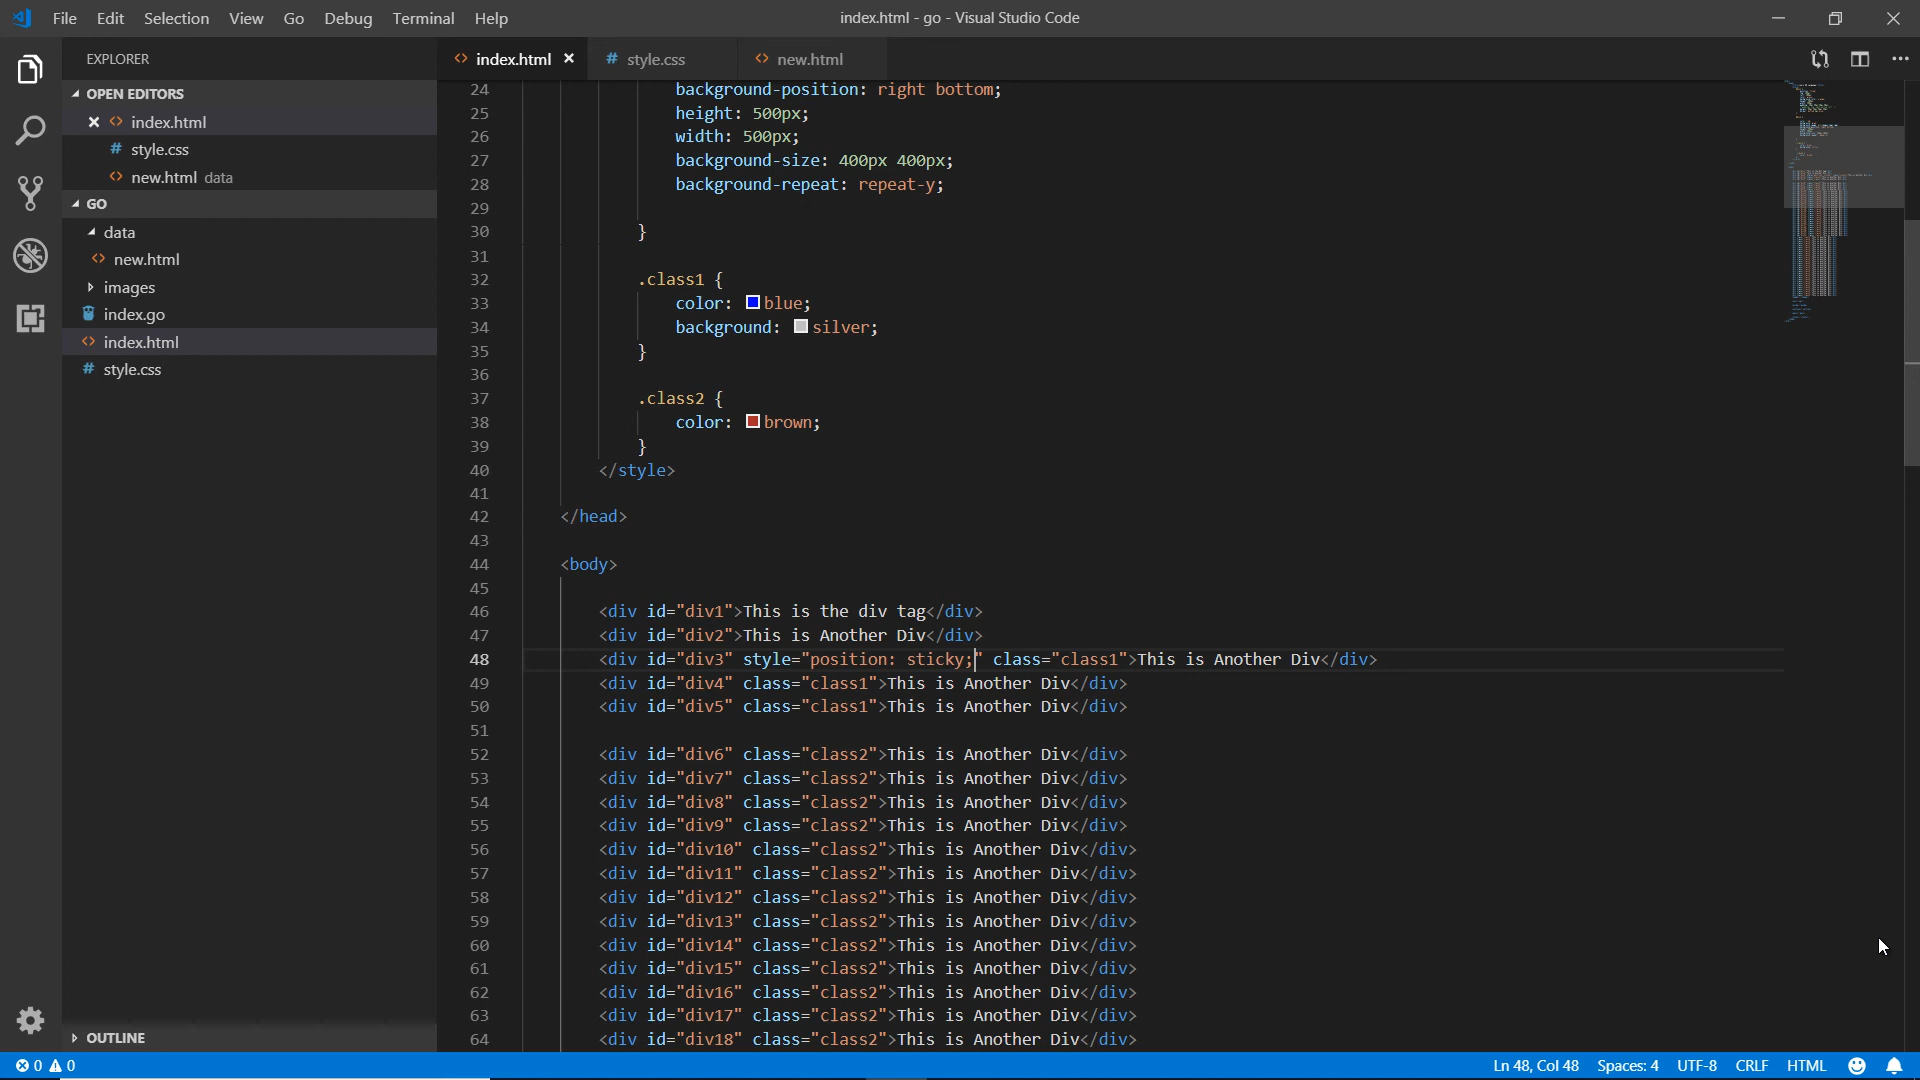 File Edit Selection View Go Debug Terminal Help
index.html - go - Visual Studio Code
EXPLORER
OPEN EDITORS
index.html
style.css
new.html data
GO
data
new.html
images
index.go
index.html
style.css
OUTLINE
index.html style.css new.html
24 background-position: right bottom;
25 height: 500px;
26 width: 500px;
27 background-size: 400px 400px;
28 background-repeat: repeat-y;
29
30 }
31
32 .class1 {
33 color: blue;
34 background: silver;
35 }
36
37 .class2 {
38 color: brown;
39 }
40 </style>
41
42 </head>
43
44 <body>
45
46 <div id="div1">This is the div tag</div>
47 <div id="div2">This is Another Div</div>
48 <div id="div3" style="position: sticky;" class="class1">This is Another Div</div>
49 <div id="div4" class="class1">This is Another Div</div>
50 <div id="div5" class="class1">This is Another Div</div>
51
52 <div id="div6" class="class2">This is Another Div</div>
53 <div id="div7" class="class2">This is Another Div</div>
54 <div id="div8" class="class2">This is Another Div</div>
55 <div id="div9" class="class2">This is Another Div</div>
56 <div id="div10" class="class2">This is Another Div</div>
57 <div id="div11" class="class2">This is Another Div</div>
58 <div id="div12" class="class2">This is Another Div</div>
59 <div id="div13" class="class2">This is Another Div</div>
60 <div id="div14" class="class2">This is Another Div</div>
61 <div id="div15" class="class2">This is Another Div</div>
62 <div id="div16" class="class2">This is Another Div</div>
63 <div id="div17" class="class2">This is Another Div</div>
64 <div id="div18" class="class2">This is Another Div</div>
0 0 Ln 48, Col 48 Spaces: 4 UTF-8 CRLF HTML